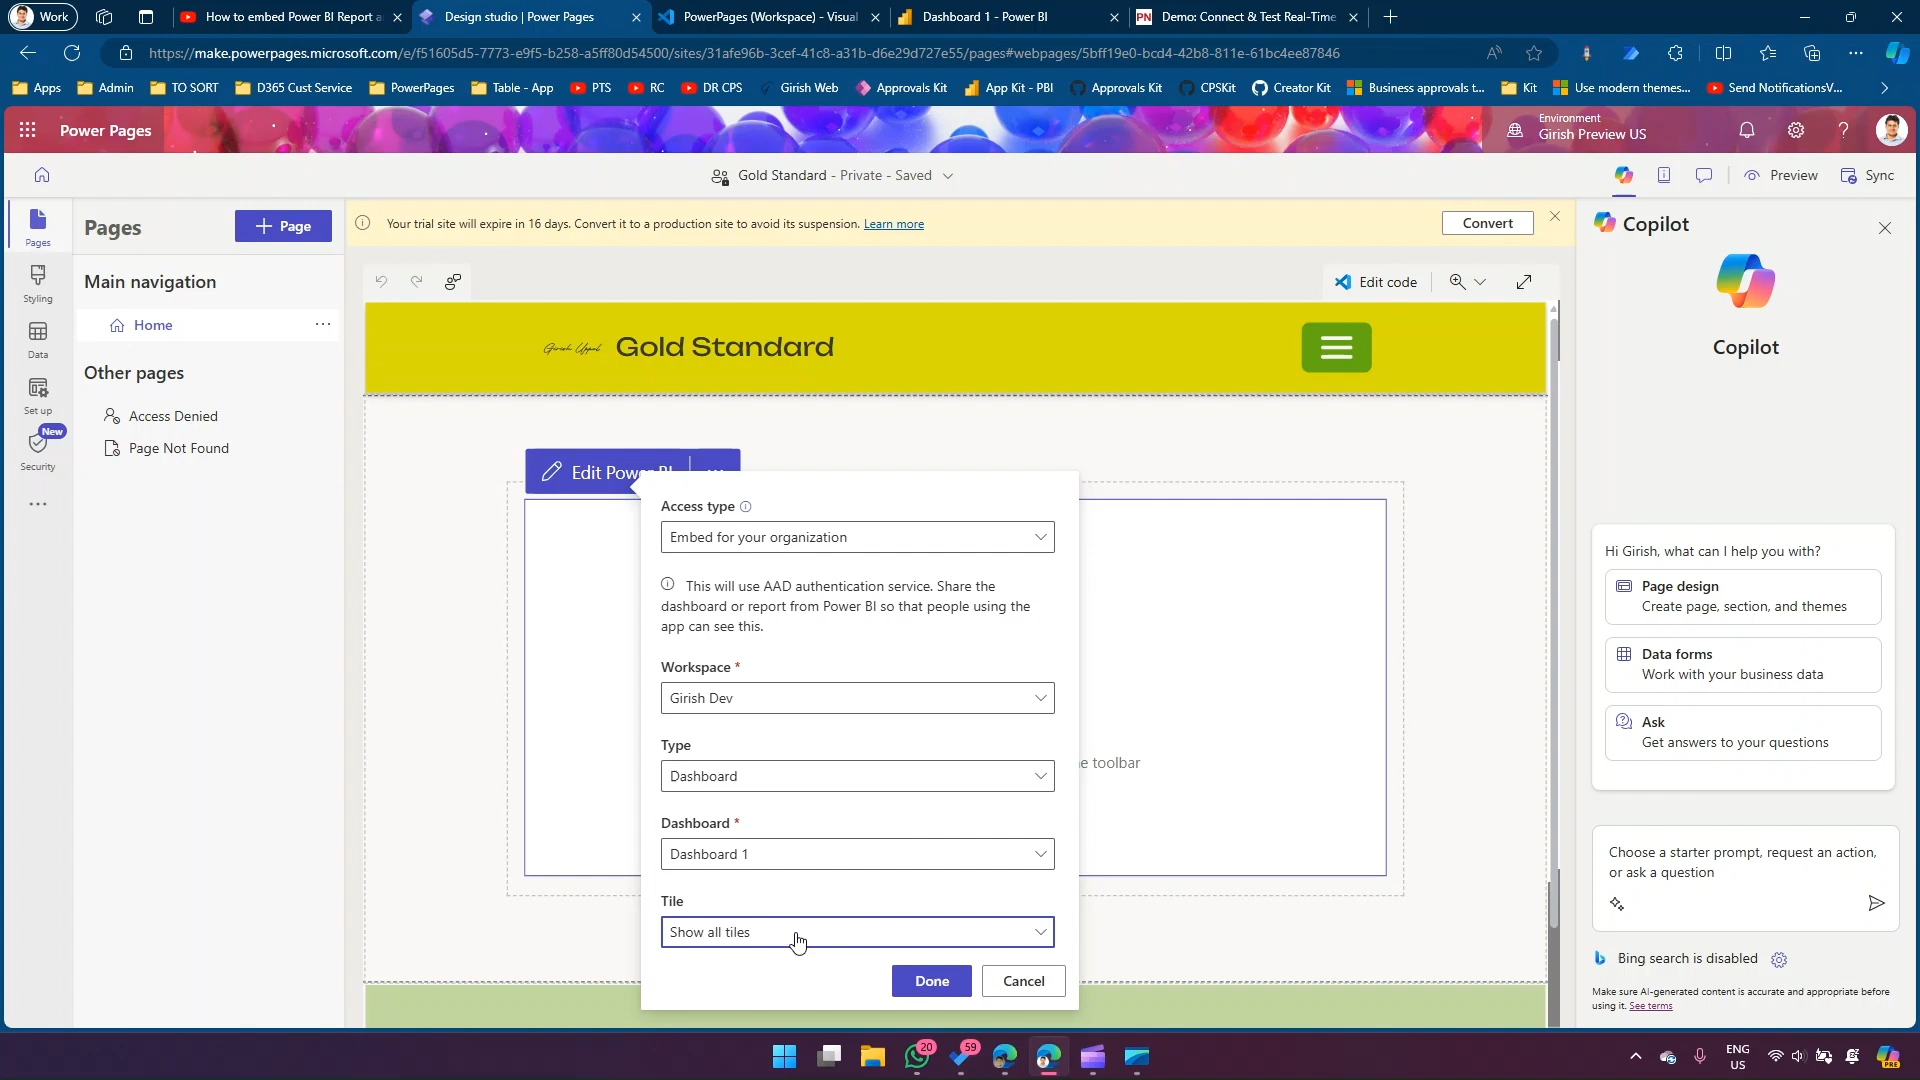 Work
How to embed Power BI Report a
Design studio | Power Pages
PowerPages (Workspace) - Visual
Dashboard 1 - Power BI
PN Demo: Connect & Test Real-Time
https://make.powerpages.microsoft.com/e/f51605d5-7773-e9f5-b258-a5ff80d54500/sites/31afe96b-3cef-41c8-a31b-d6e29d727e55/pages#webpages/5bff19e0-bcd4-42b8-811e-61bc4ee87846
Apps
Admin
TO SORT
D365 Cust Service
PowerPages
Table - App
PTS
RC
DR CPS
Girish Web
Approvals Kit
App Kit - PBI
Approvals Kit
CPSKit
Creator Kit
Business approvals t...
Kit
Use modern themes...
Send NotificationsV...
Power Pages
Environment
Girish Preview US
Gold Standard - Private - Saved
Preview
Sync
Pages
Styling
Data
Set up
New
Security
Pages
+ Page
Main navigation
Home
Other pages
Access Denied
Page Not Found
Your trial site will expire in 16 days. Convert it to a production site to avoid its suspension. Learn more
Convert
Edit code
Girish Uppal
Gold Standard
Edit Power BI
Access type
Embed for your organization
This will use AAD authentication service. Share the
dashboard or report from Power BI so that people using the
app can see this.
Workspace *
Girish Dev
Type
Dashboard
e toolbar
Dashboard *
Dashboard 1
Tile
Show all tiles
Done
Cancel
Copilot
Copilot
Hi Girish, what can I help you with?
Page design
Create page, section, and themes
Data forms
Work with your business data
Ask
Get answers to your questions
Choose a starter prompt, request an action,
or ask a question
Bing search is disabled
Make sure AI-generated content is accurate and appropriate before
using it. See terms
20
59
ENG
US
PRE